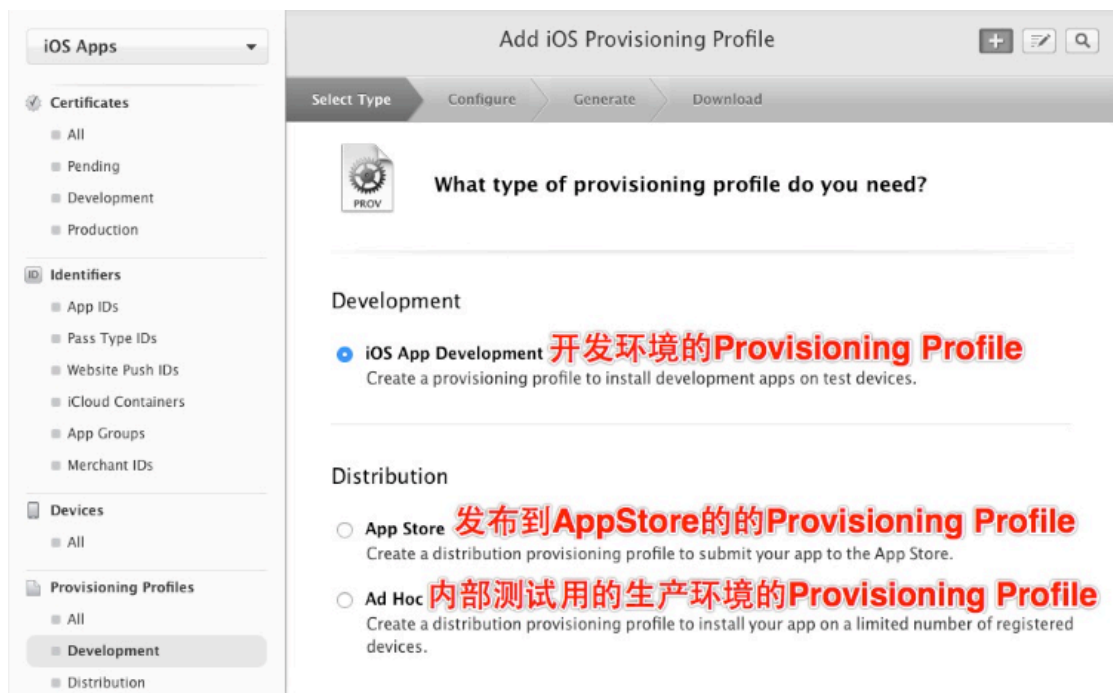 iOS Apps
Add iOS Provisioning Profile
Certificates
All
Pending
Development
Production
Identifiers
App IDs
Pass Type IDs
Website Push IDs
iCloud Containers
App Groups
Merchant IDs
Devices
All
Provisioning Profiles
All
Development
Distribution
Select Type
Configure
Generate
Download
PROV
What type of provisioning profile do you need?
Development
iOS App Development 开发环境的Provisioning Profile
Create a provisioning profile to install development apps on test devices.
Distribution
App Store 发布到AppStore的的Provisioning Profile
Create a distribution provisioning profile to submit your app to the App Store.
Ad Hoc 内部测试用的生产环境的Provisioning Profile
Create a distribution provisioning profile to install your app on a limited number of registered
devices.